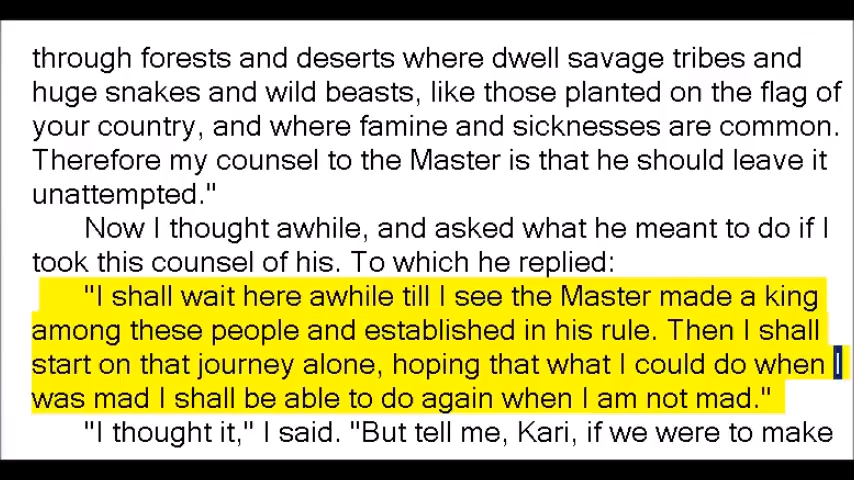 through forests and deserts where dwell savage tribes and
huge snakes and wild beasts, like those planted on the flag of
your country, and where famine and sicknesses are common.
Therefore my counsel to the Master is that he should leave it
unattempted."
Now I thought awhile, and asked what he meant to do if I
took this counsel of his. To which he replied:
"I shall wait here awhile till I see the Master made a king
among these people and established in his rule. Then I shall
start on that journey alone, hoping that what I could do when I
was mad I shall be able to do again when I am not mad."
"I thought it," I said. "But tell me, Kari, if we were to make